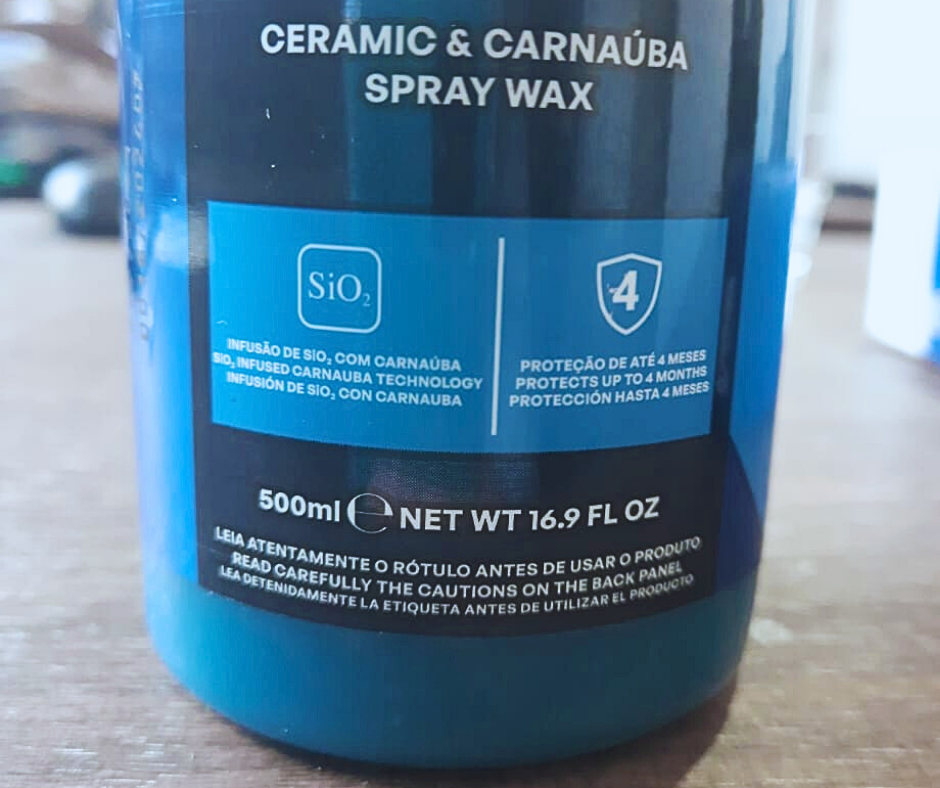 CERAMIC & CARNAÚBA
SPRAY WAX
SiO₂
4
INFUSÃO DE SiO₂ COM CARNAÚBA
SiO₂ INFUSED CARNAUBA TECHNOLOGY
INFUSIÓN DE SiO₂ CON CARNAUBA
PROTEÇÃO DE ATÉ 4 MESES
PROTECTS UP TO 4 MONTHS
PROTECCIÓN HASTA 4 MESES
500ml ℮ NET WT 16.9 FL OZ
LEIA ATENTAMENTE O RÓTULO ANTES DE USAR O PRODUTO
READ CAREFULLY THE CAUTIONS ON THE BACK PANEL
LEA DETENIDAMENTE LA ETIQUETA ANTES DE UTILIZAR EL PRODUCTO